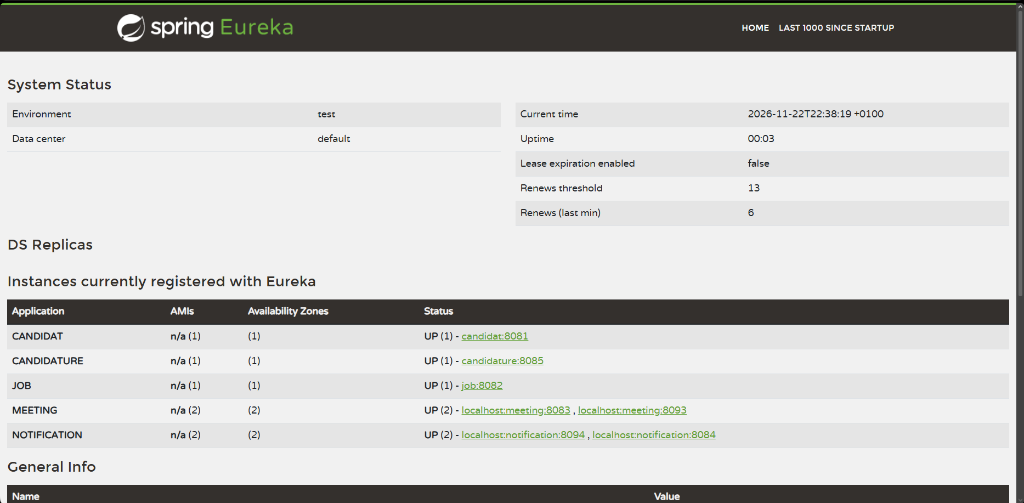 spring Eureka
HOME LAST 1000 SINCE STARTUP
System Status
Environment test
Data center default
Current time 2026-11-22T22:38:19 +0100
Uptime 00:03
Lease expiration enabled false
Renews threshold 13
Renews (last min) 6
DS Replicas
Instances currently registered with Eureka
Application AMIs Availability Zones Status
CANDIDAT n/a (1) (1) UP (1) - candidat:8081
CANDIDATURE n/a (1) (1) UP (1) - candidature:8085
JOB n/a (1) (1) UP (1) - job:8082
MEETING n/a (2) (2) UP (2) - localhost:meeting:8083 , localhost:meeting:8093
NOTIFICATION n/a (2) (2) UP (2) - localhost:notification:8094 , localhost:notification:8084
General Info
Name Value